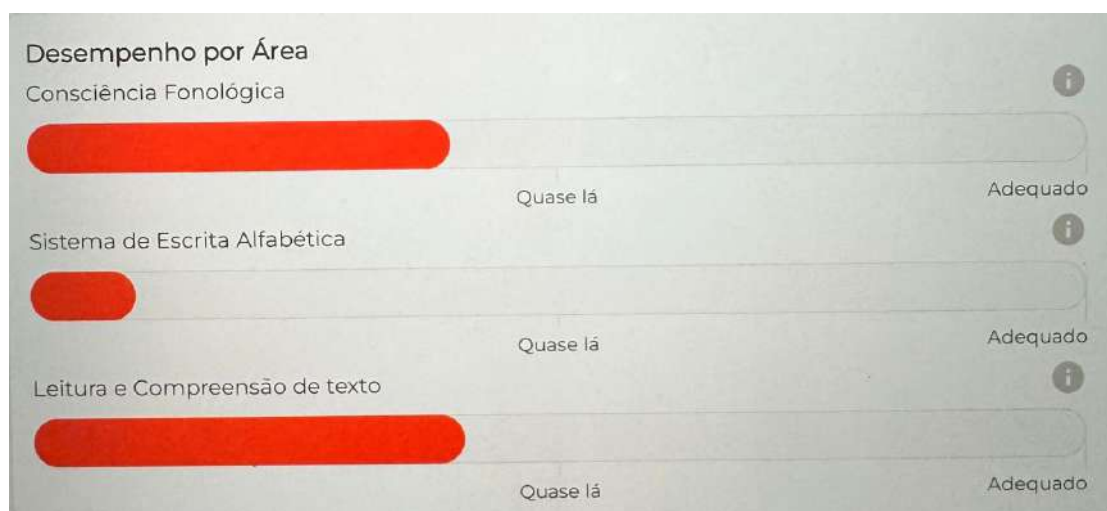 Desempenho por Área
Consciência Fonológica
Quase lá
Adequado
Sistema de Escrita Alfabética
Quase lá
Adequado
Leitura e Compreensão de texto
Quase lá
Adequado